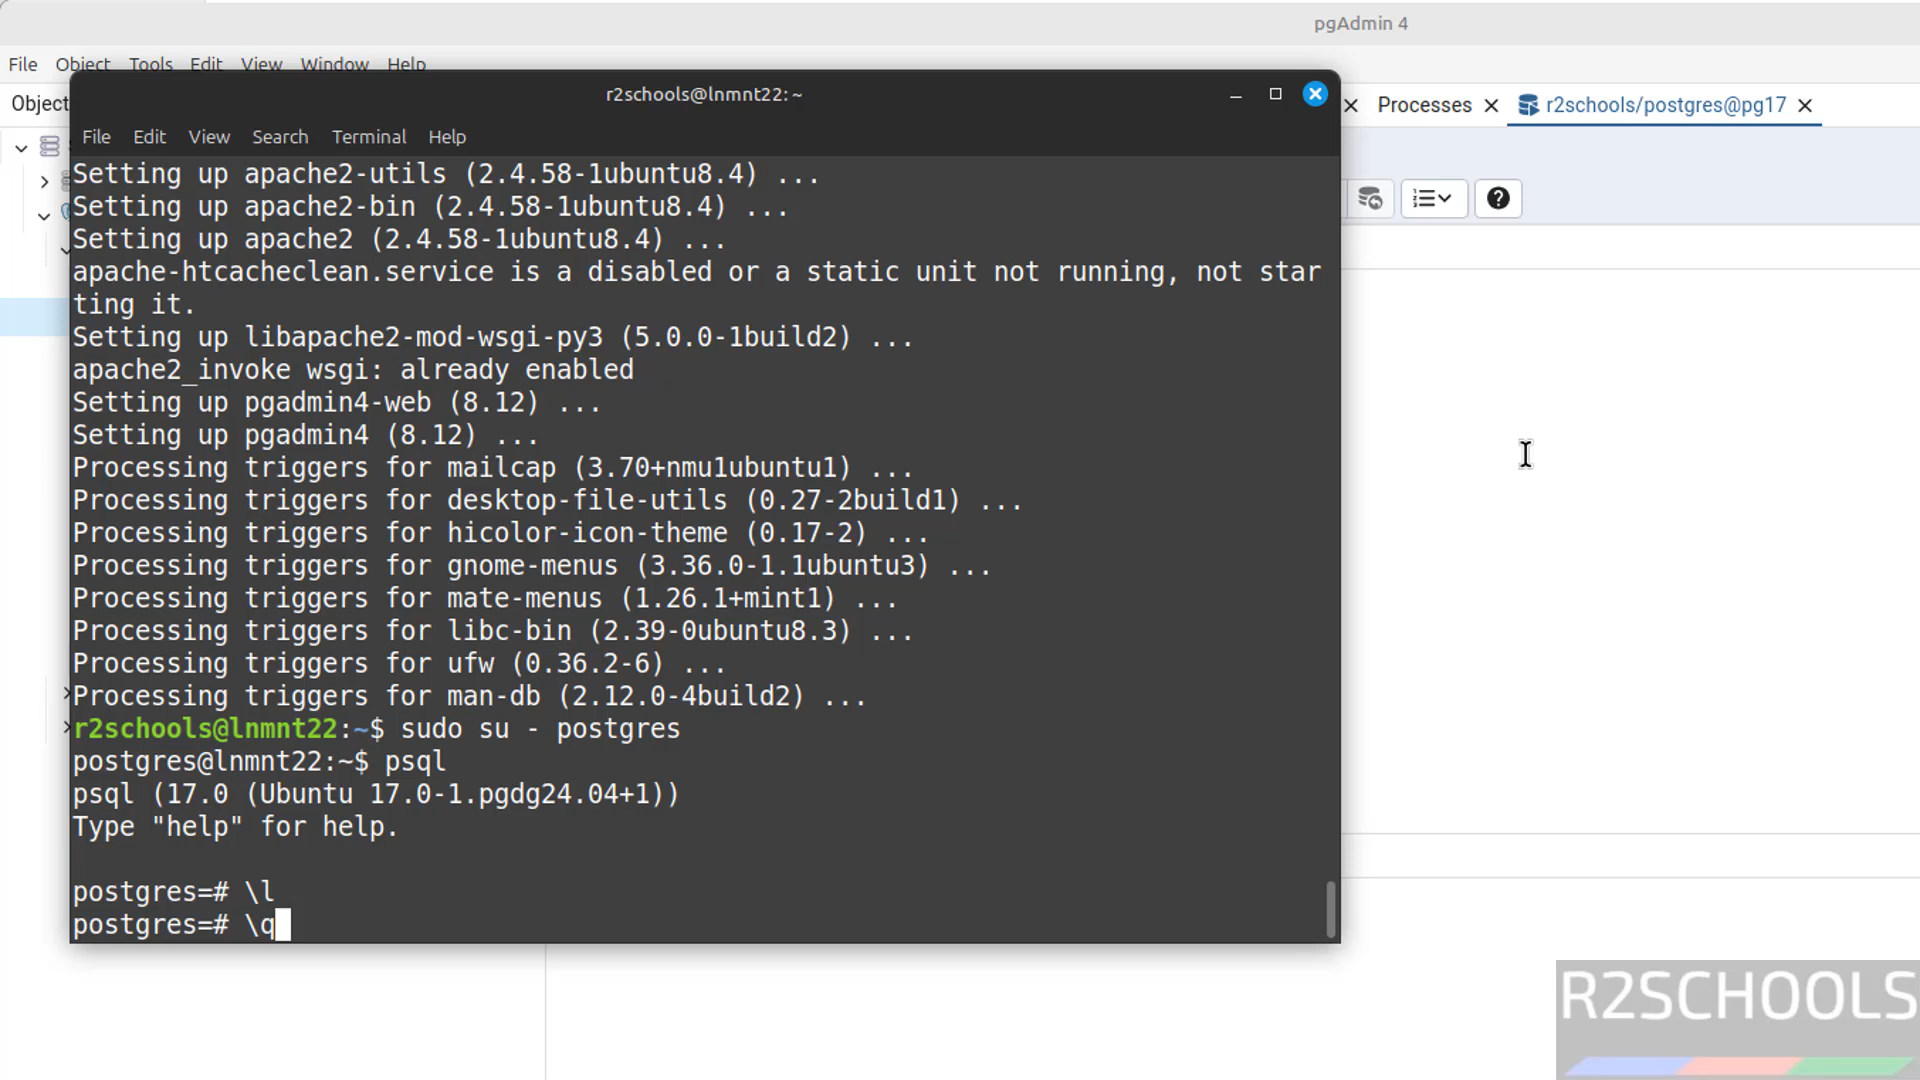 pgAdmin 4
File Object Tools Edit View Window Help
Object
Processes
r2schools/postgres@pg17
r2schools@lnmnt22: ~
File Edit View Search Terminal Help
Setting up apache2-utils (2.4.58-1ubuntu8.4) ...
Setting up apache2-bin (2.4.58-1ubuntu8.4) ...
Setting up apache2 (2.4.58-1ubuntu8.4) ...
apache-htcacheclean.service is a disabled or a static unit not running, not star
ting it.
Setting up libapache2-mod-wsgi-py3 (5.0.0-1build2) ...
apache2_invoke wsgi: already enabled
Setting up pgadmin4-web (8.12) ...
Setting up pgadmin4 (8.12) ...
Processing triggers for mailcap (3.70+nmu1ubuntu1) ...
Processing triggers for desktop-file-utils (0.27-2build1) ...
Processing triggers for hicolor-icon-theme (0.17-2) ...
Processing triggers for gnome-menus (3.36.0-1.1ubuntu3) ...
Processing triggers for mate-menus (1.26.1+mint1) ...
Processing triggers for libc-bin (2.39-0ubuntu8.3) ...
Processing triggers for ufw (0.36.2-6) ...
Processing triggers for man-db (2.12.0-4build2) ...
r2schools@lnmnt22:~$ sudo su - postgres
postgres@lnmnt22:~$ psql
psql (17.0 (Ubuntu 17.0-1.pgdg24.04+1))
Type "help" for help.
postgres=# \l
postgres=# \q
R2SCHOOLS